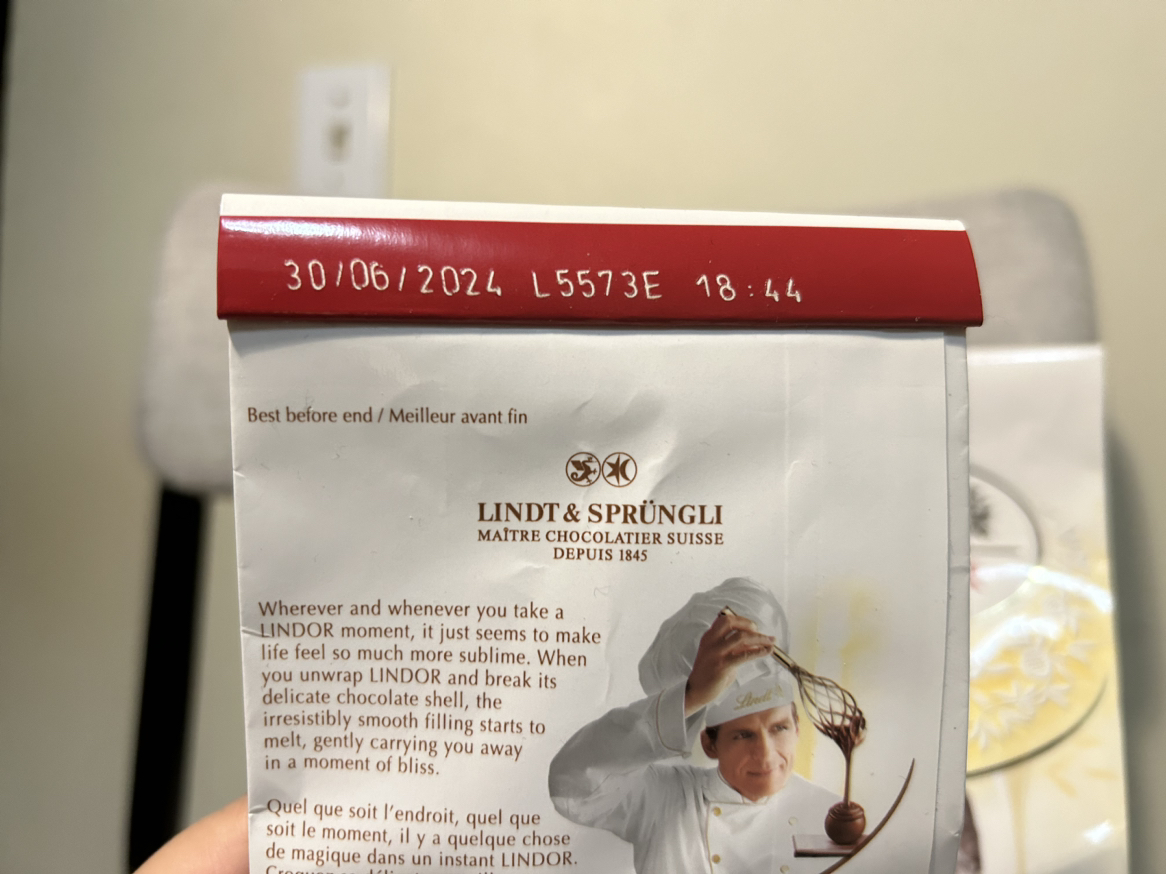 30/06/2024 L5573E 18:44
Best before end / Meilleur avant fin
LINDT & SPRÜNGLI
MAÎTRE CHOCOLATIER SUISSE
DEPUIS 1845
Wherever and whenever you take a
LINDOR moment, it just seems to make
life feel so much more sublime. When
you unwrap LINDOR and break its
delicate chocolate shell, the
irresistibly smooth filling starts to
melt, gently carrying you away
in a moment of bliss.
Quel que soit l'endroit, quel que
soit le moment, il y a quelque chose
de magique dans un instant LINDOR.
Lindt